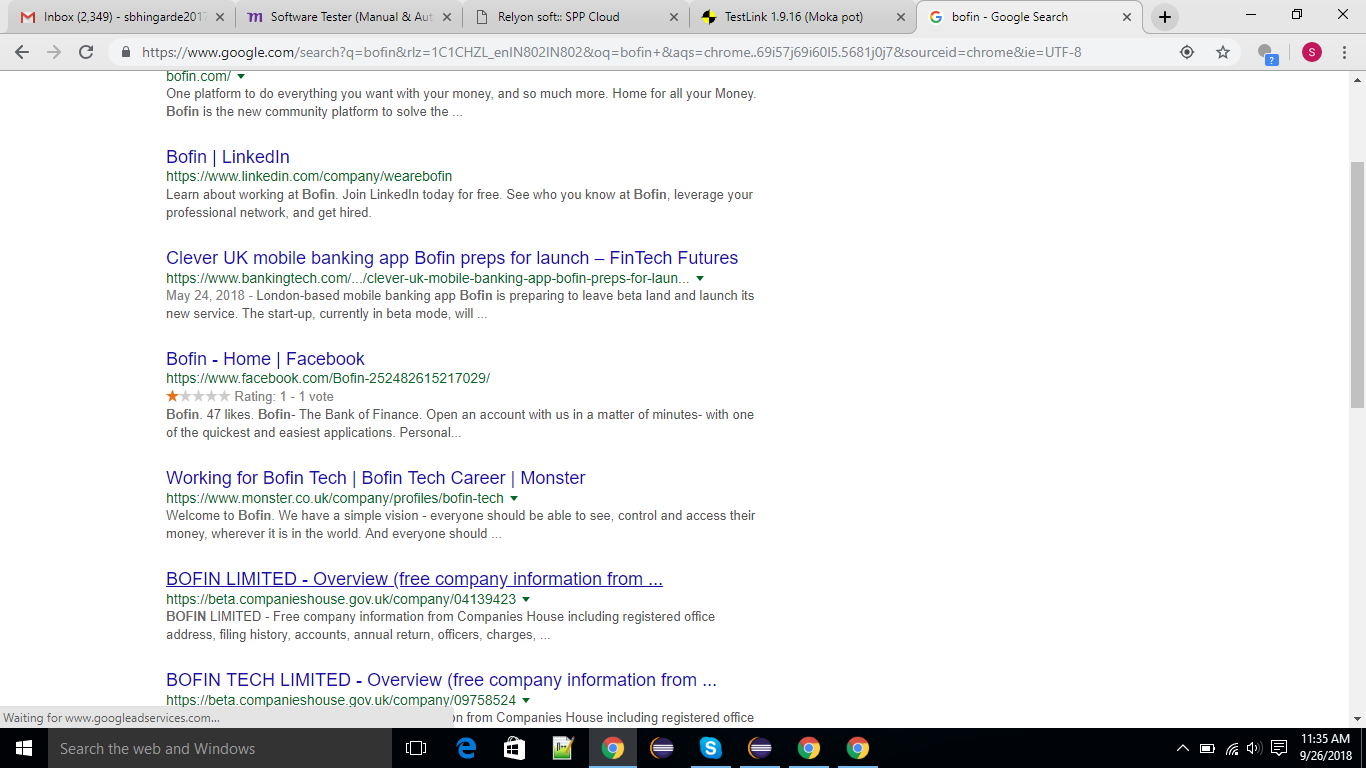 Inbox (2,349) - sbhingarde2017
Software Tester (Manual & Aut
Relyon soft:: SPP Cloud
TestLink 1.9.16 (Moka pot)
bofin - Google Search
https://www.google.com/search?q=bofin&rlz=1C1CHZL_enIN802IN802&oq=bofin+&aqs=chrome..69i57j69i60l5.5681j0j7&sourceid=chrome&ie=UTF-8
S
bofin.com/
One platform to do everything you want with your money, and so much more. Home for all your Money.
Bofin is the new community platform to solve the ...
Bofin | LinkedIn
https://www.linkedin.com/company/wearebofin
Learn about working at Bofin. Join LinkedIn today for free. See who you know at Bofin, leverage your
professional network, and get hired.
Clever UK mobile banking app Bofin preps for launch – FinTech Futures
https://www.bankingtech.com/.../clever-uk-mobile-banking-app-bofin-preps-for-laun...
May 24, 2018 - London-based mobile banking app Bofin is preparing to leave beta land and launch its
new service. The start-up, currently in beta mode, will ...
Bofin - Home | Facebook
https://www.facebook.com/Bofin-252482615217029/
Rating: 1 - 1 vote
Bofin. 47 likes. Bofin- The Bank of Finance. Open an account with us in a matter of minutes- with one
of the quickest and easiest applications. Personal...
Working for Bofin Tech | Bofin Tech Career | Monster
https://www.monster.co.uk/company/profiles/bofin-tech
Welcome to Bofin. We have a simple vision - everyone should be able to see, control and access their
money, wherever it is in the world. And everyone should ...
BOFIN LIMITED - Overview (free company information from ...
https://beta.companieshouse.gov.uk/company/04139423
BOFIN LIMITED - Free company information from Companies House including registered office
address, filing history, accounts, annual return, officers, charges, ...
BOFIN TECH LIMITED - Overview (free company information from ...
https://beta.companieshouse.gov.uk/company/09758524
Waiting for www.googleadservices.com...
n from Companies House including registered office
Search the web and Windows
11:35 AM
9/26/2018